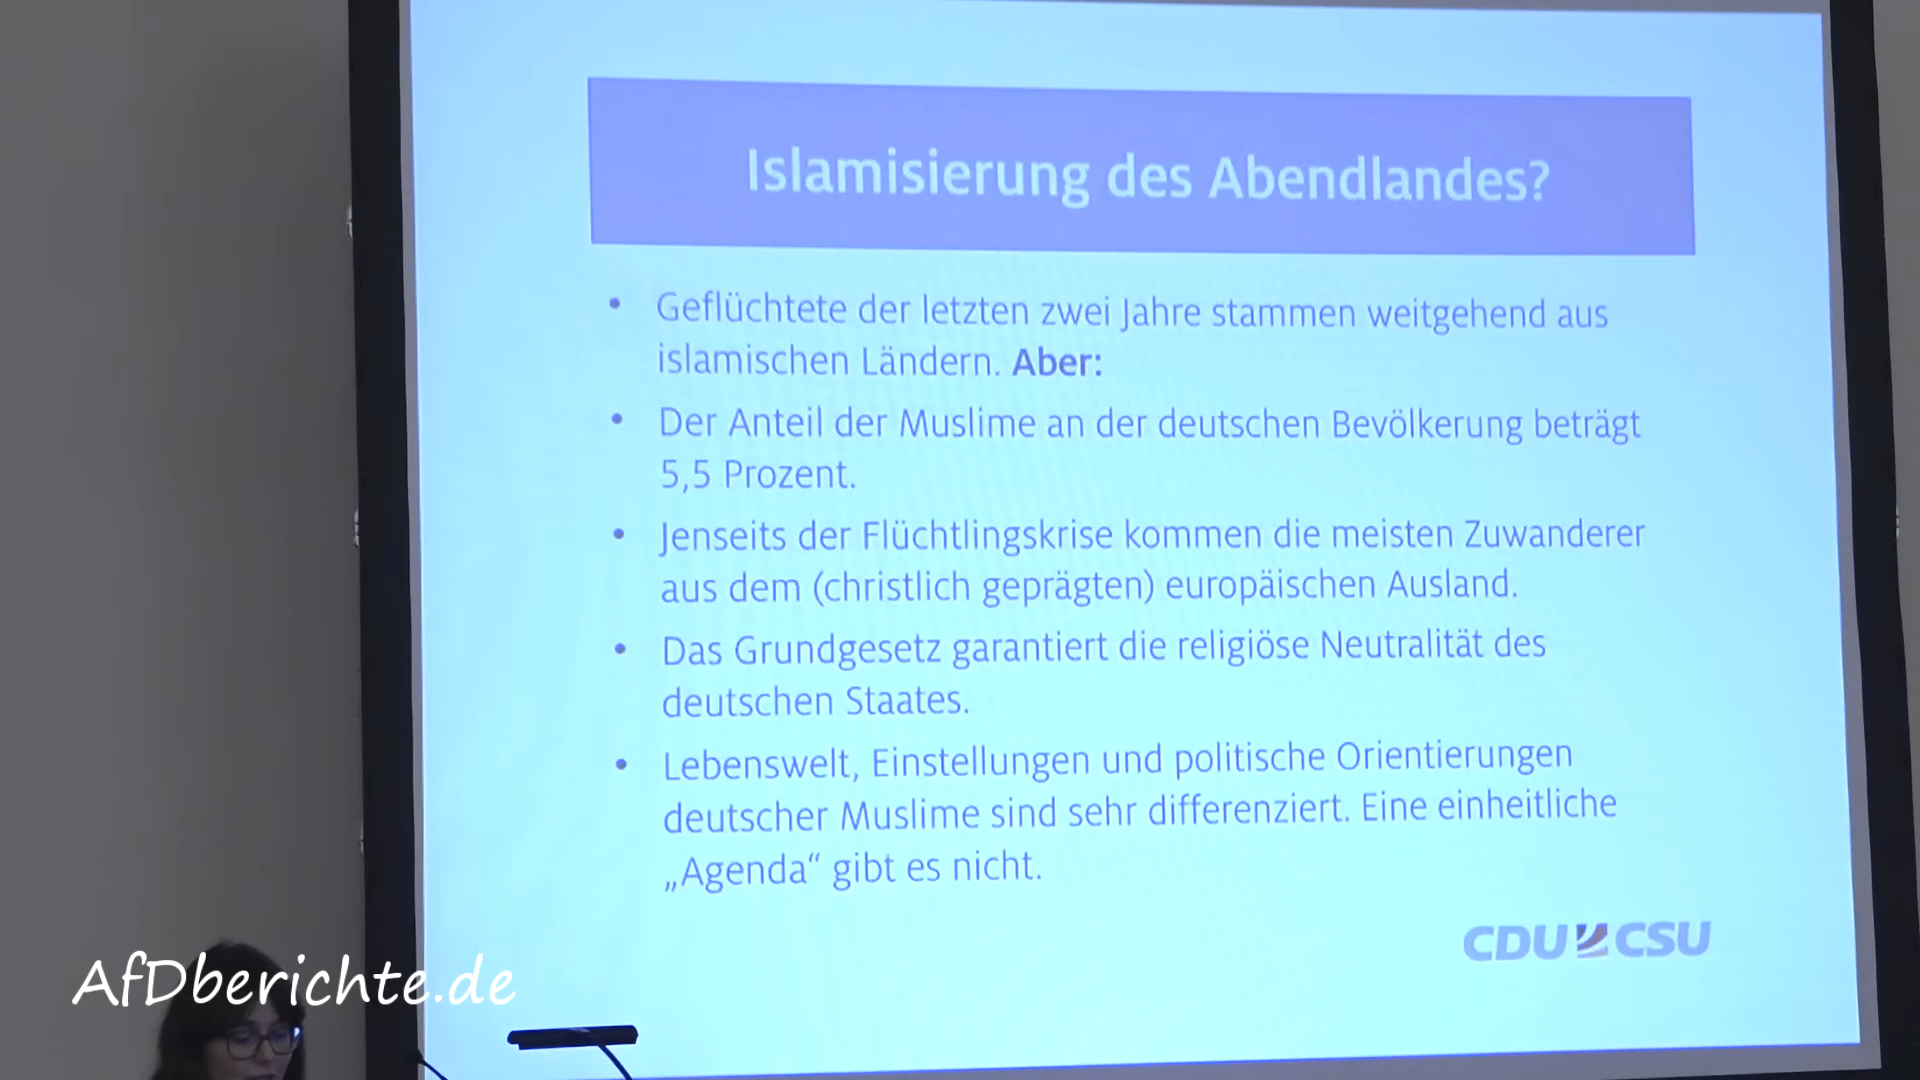 Islamisierung des Abendlandes?
• Geflüchtete der letzten zwei Jahre stammen weitgehend aus
islamischen Ländern. Aber:
• Der Anteil der Muslime an der deutschen Bevölkerung beträgt
5,5 Prozent.
• Jenseits der Flüchtlingskrise kommen die meisten Zuwanderer
aus dem (christlich geprägten) europäischen Ausland.
• Das Grundgesetz garantiert die religiöse Neutralität des
deutschen Staates.
• Lebenswelt, Einstellungen und politische Orientierungen
deutscher Muslime sind sehr differenziert. Eine einheitliche
„Agenda“ gibt es nicht.
CDU CSU
AfDberichte.de